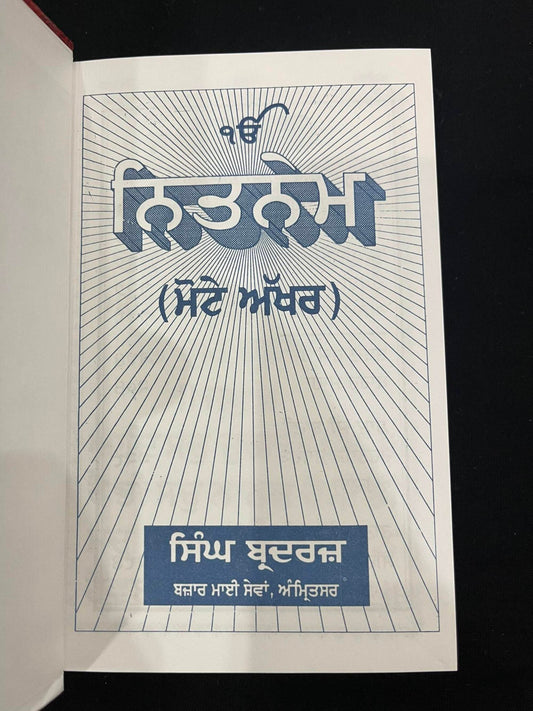 ੴ
ਨਿਤਨੇਮ
(ਮੋਟੇ ਅੱਖਰ)
ਸਿੰਘ ਬ੍ਰਦਰਜ਼
ਬਜ਼ਾਰ ਮਾਈ ਸੇਵਾਂ, ਅੰਮ੍ਰਿਤਸਰ